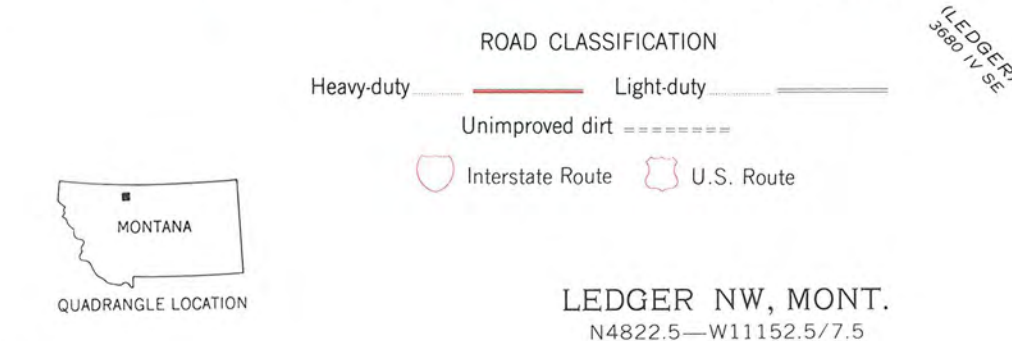 (LEDGER)
3680 IV SE
ROAD CLASSIFICATION
Heavy-duty Light-duty
Unimproved dirt
Interstate Route U.S. Route
MONTANA
QUADRANGLE LOCATION
LEDGER NW, MONT.
N4822.5—W11152.5/7.5